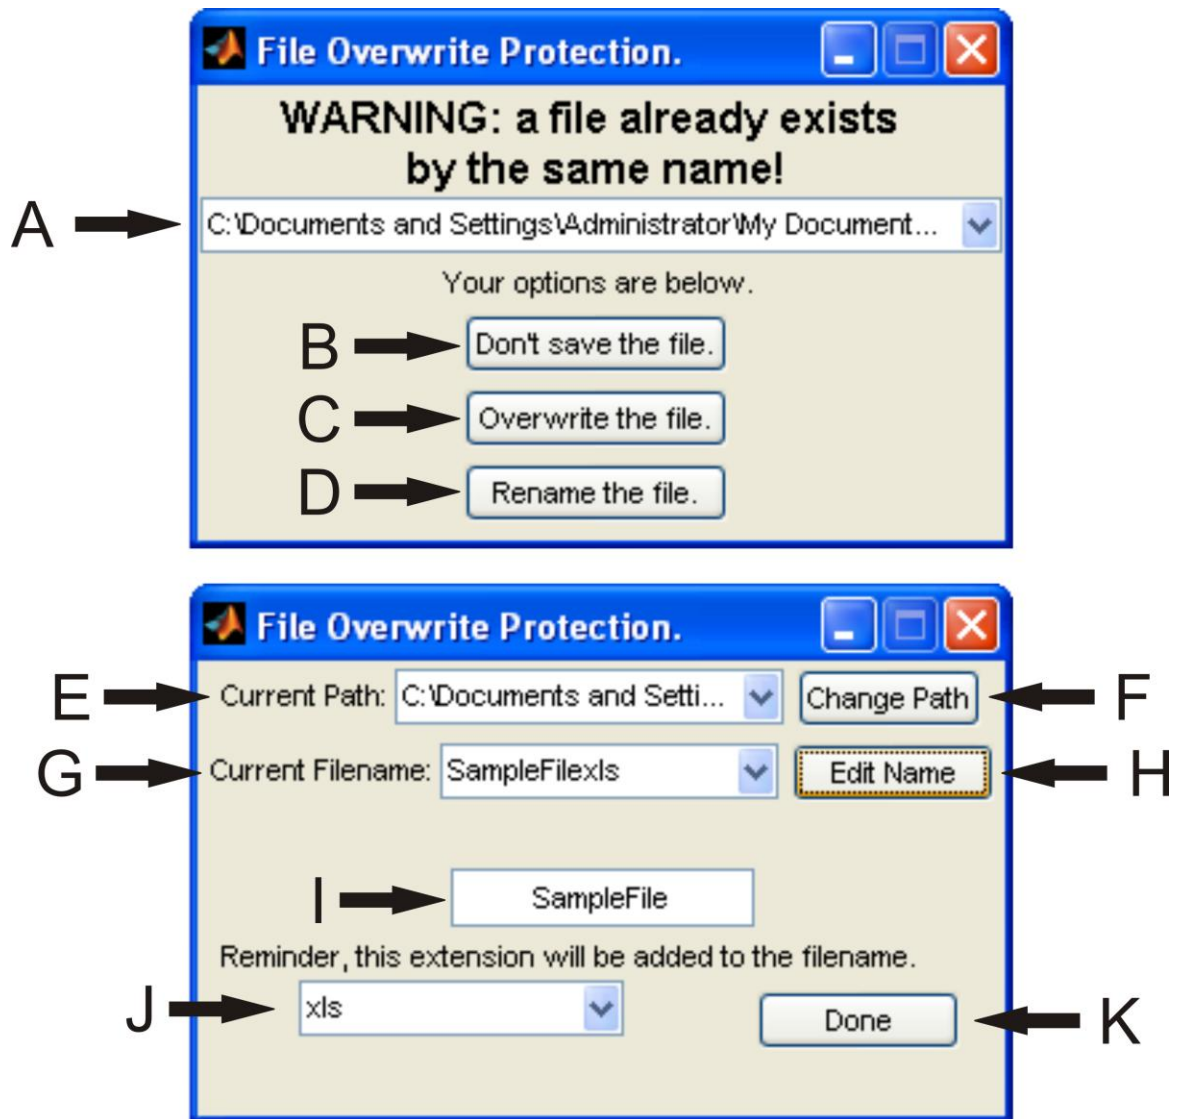 File Overwrite Protection.
WARNING: a file already exists
by the same name!
A
C:\Documents and Settings\Administrator\My Document...
Your options are below.
B
Don't save the file.
C
Overwrite the file.
D
Rename the file.
File Overwrite Protection.
E
Current Path: C:\Documents and Setti... Change Path
F
G
Current Filename: SampleFilexls Edit Name
H
I
SampleFile
Reminder, this extension will be added to the filename.
J
xls
Done
K